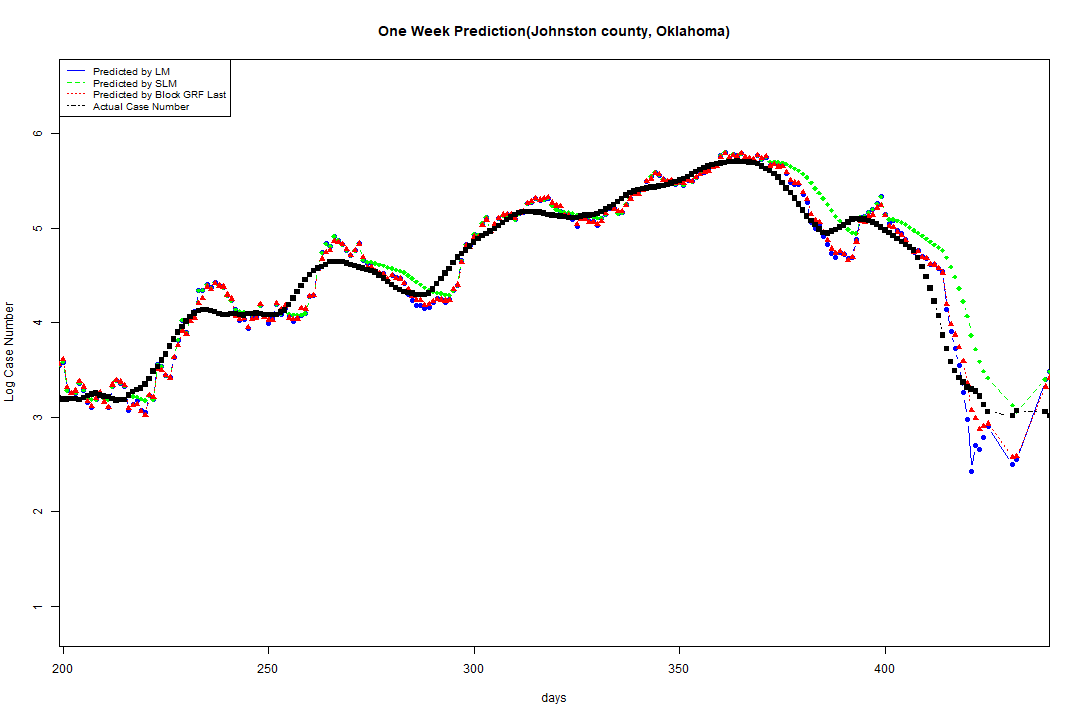 One Week Prediction(Johnston county, Oklahoma)
Predicted by LM
Predicted by SLM
Predicted by Block GRF Last
Actual Case Number
6
5
4
3
2
1
Log Case Number
200 250 300 350 400
days